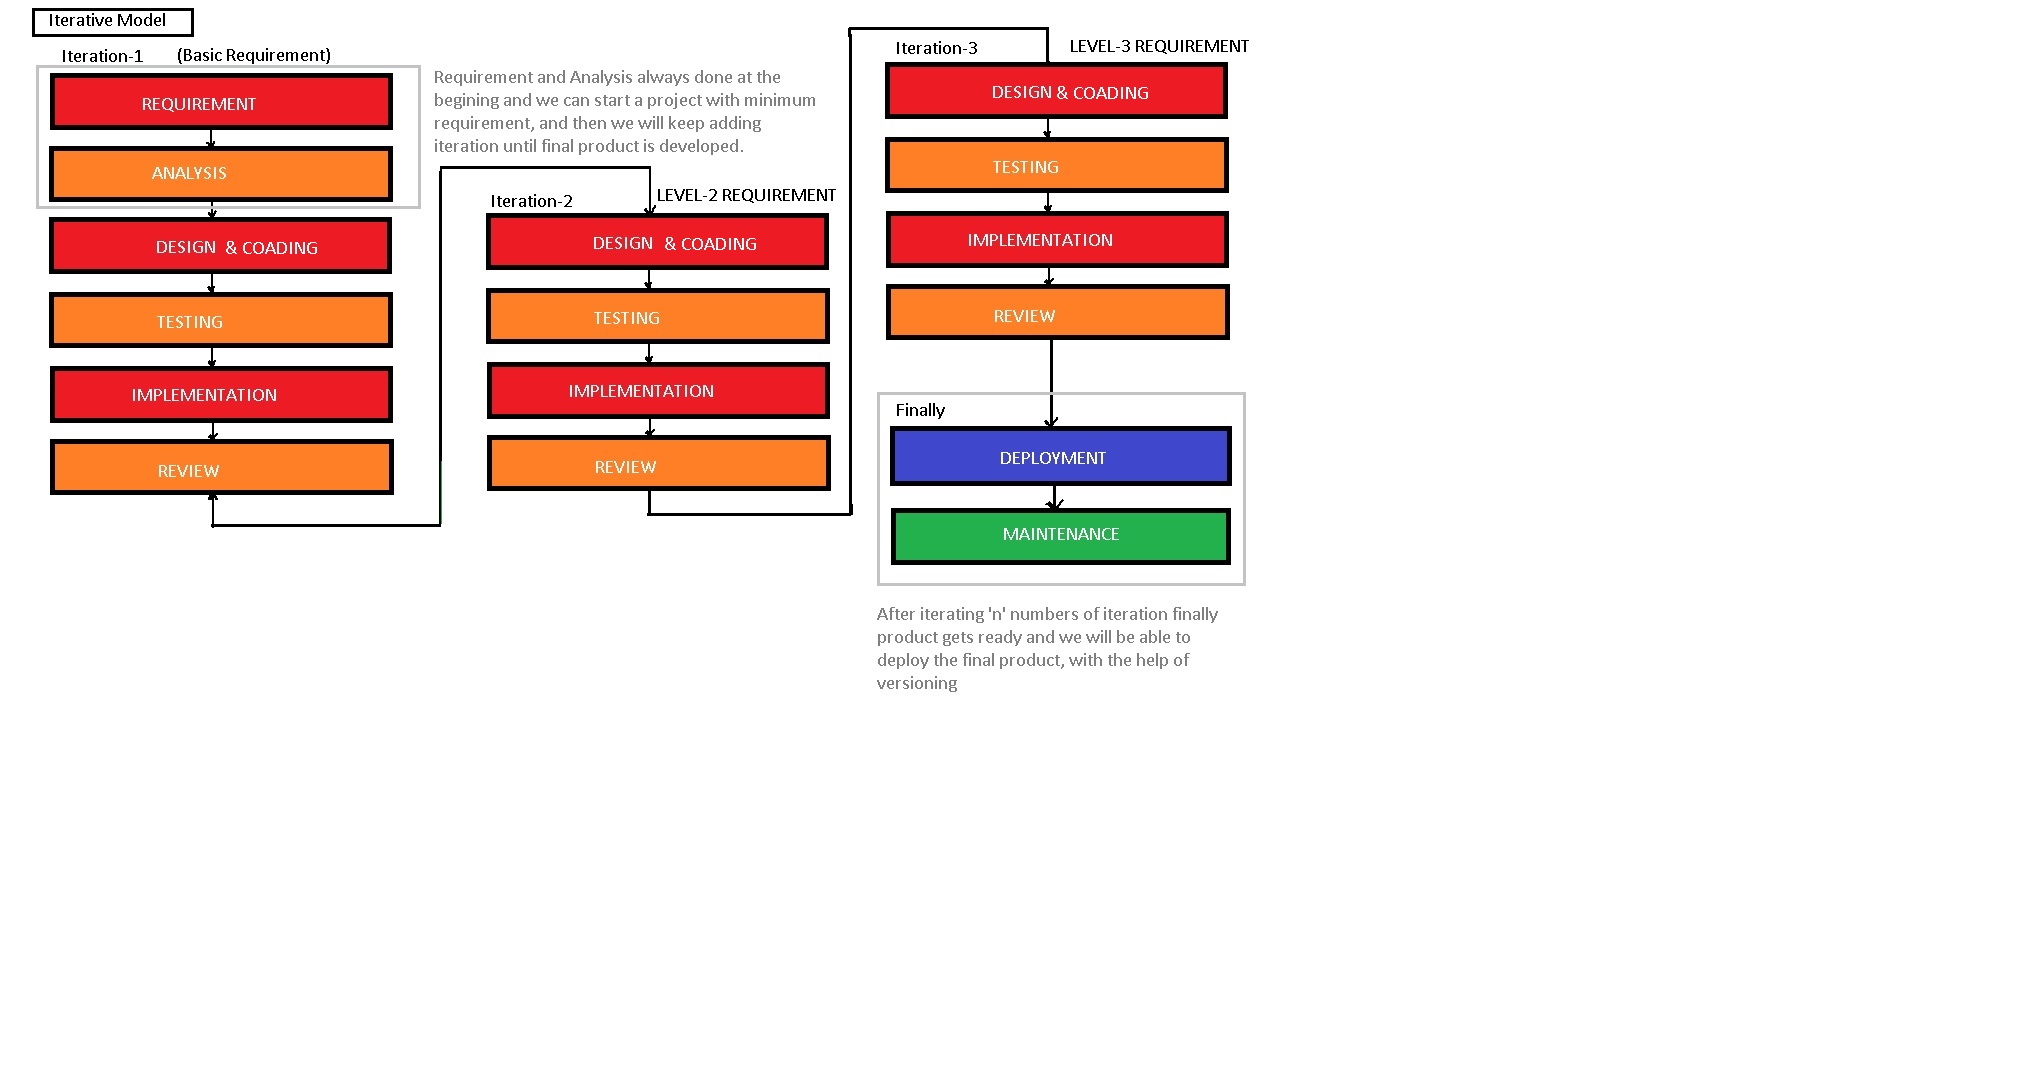 Iterative Model
Iteration-1 (Basic Requirement)
REQUIREMENT
ANALYSIS
DESIGN & COADING
TESTING
IMPLEMENTATION
REVIEW
Requirement and Analysis always done at the
begining and we can start a project with minimum
requirement, and then we will keep adding
iteration until final product is developed.
Iteration-2 LEVEL-2 REQUIREMENT
DESIGN & COADING
TESTING
IMPLEMENTATION
REVIEW
Iteration-3 LEVEL-3 REQUIREMENT
DESIGN & COADING
TESTING
IMPLEMENTATION
REVIEW
Finally
DEPLOYMENT
MAINTENANCE
After iterating 'n' numbers of iteration finally
product gets ready and we will be able to
deploy the final product, with the help of
versioning